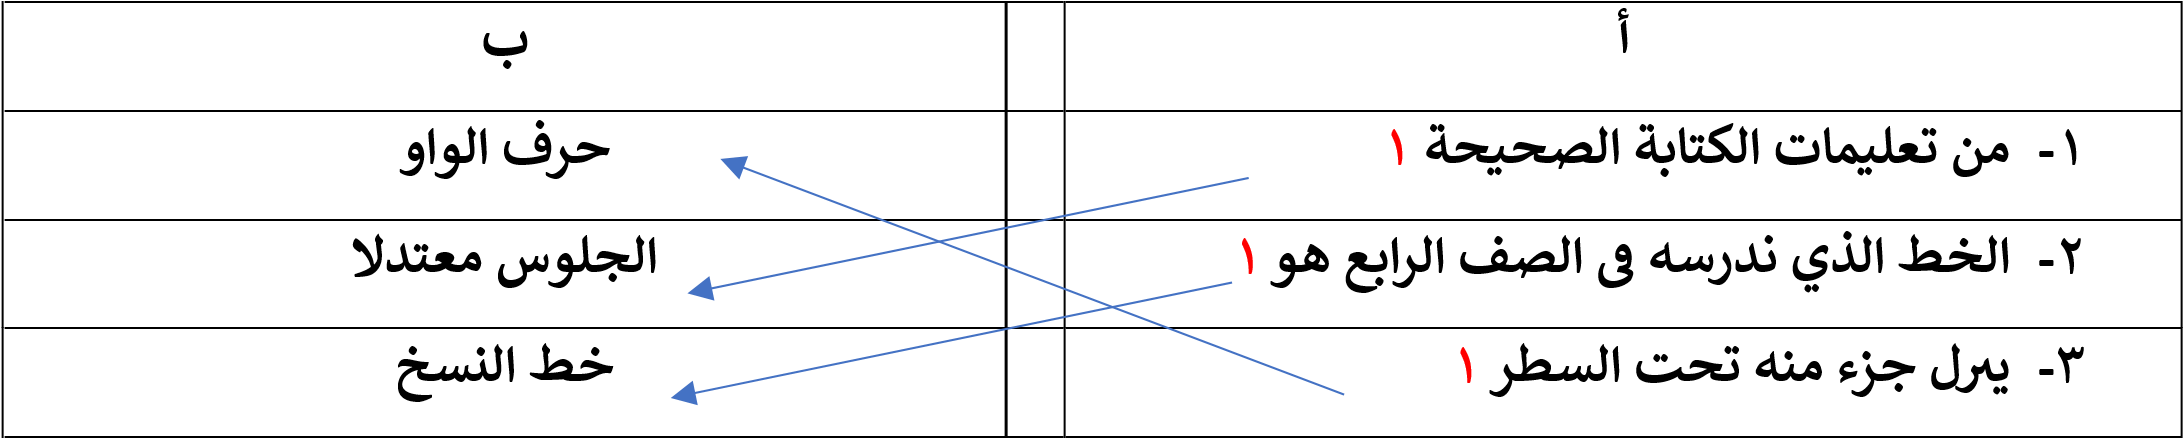 أ ب
١- من تعليمات الكتابة الصحيحة ١ حرف الواو
٢- الخط الذي ندرسه فى الصف الرابع هو ١ الجلوس معتدلا
٣- ينزل جزء منه تحت السطر ١ خط النسخ